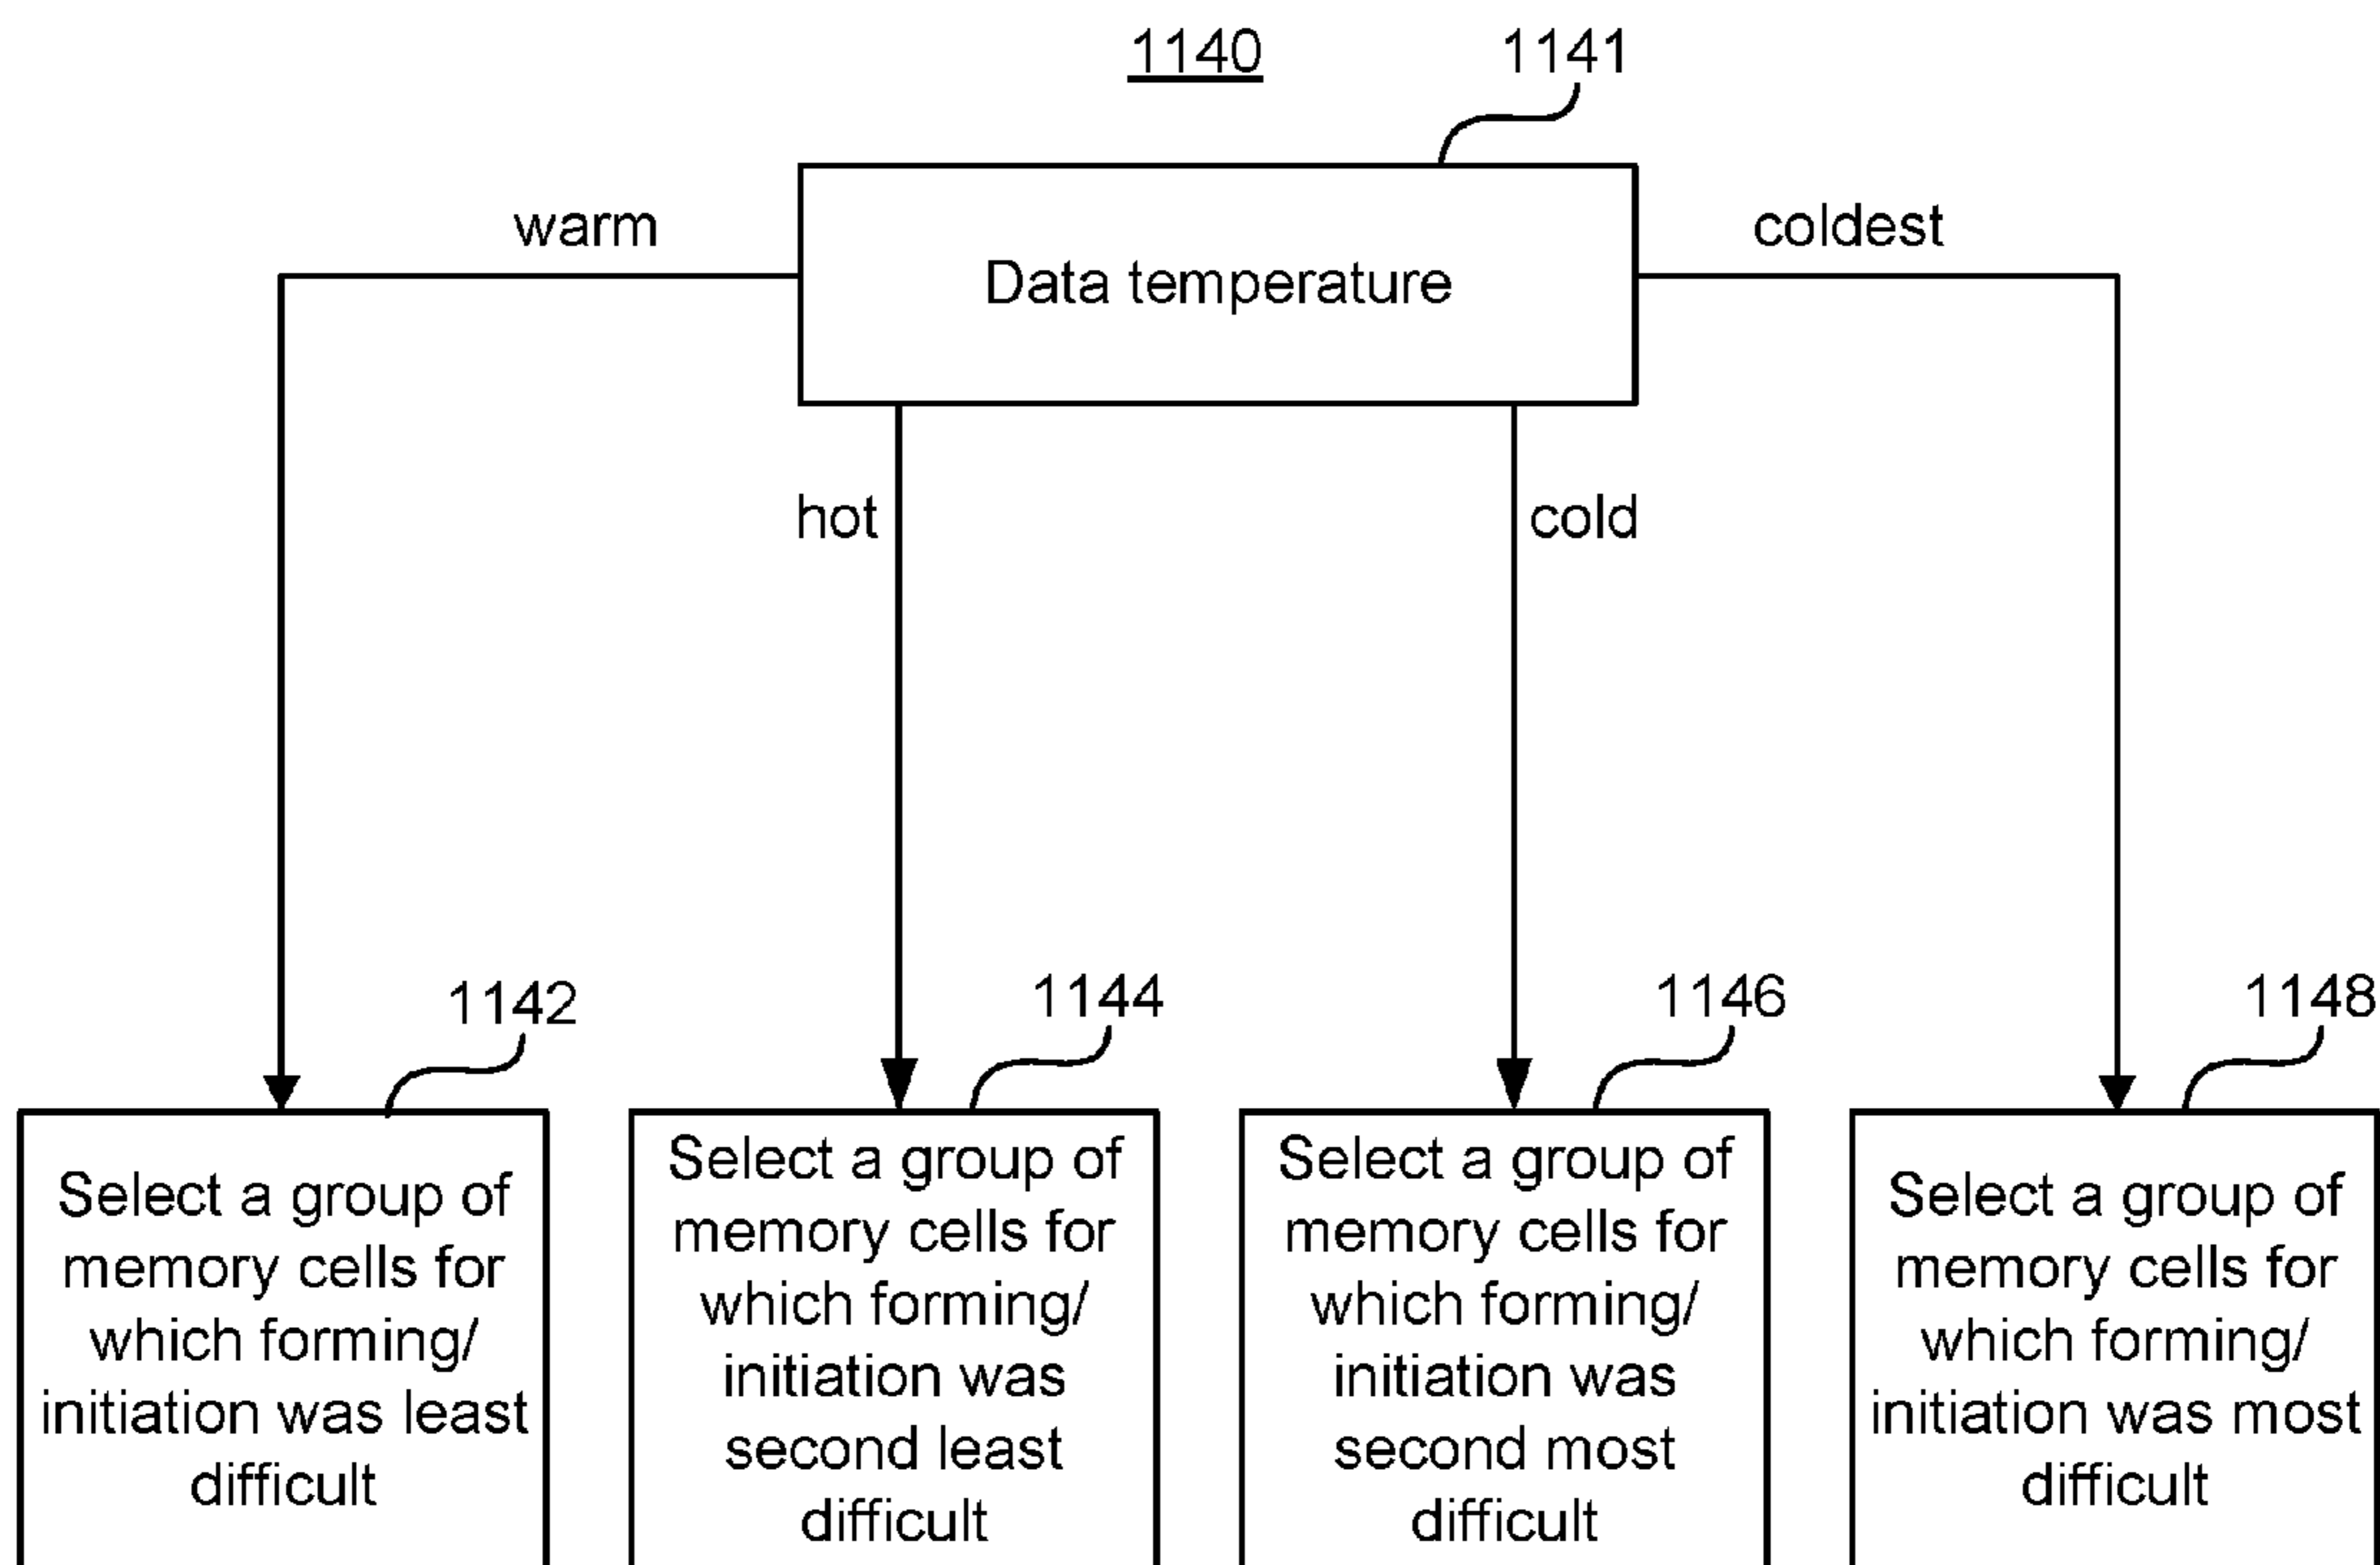 1140
1141
warm
coldest
Data temperature
hot
cold
1142
1144
1146
1148
Select a group of
memory cells for
which forming/
initiation was least
difficult
Select a group of
memory cells for
which forming/
initiation was
second least
difficult
Select a group of
memory cells for
which forming/
initiation was
second most
difficult
Select a group of
memory cells for
which forming/
initiation was most
difficult